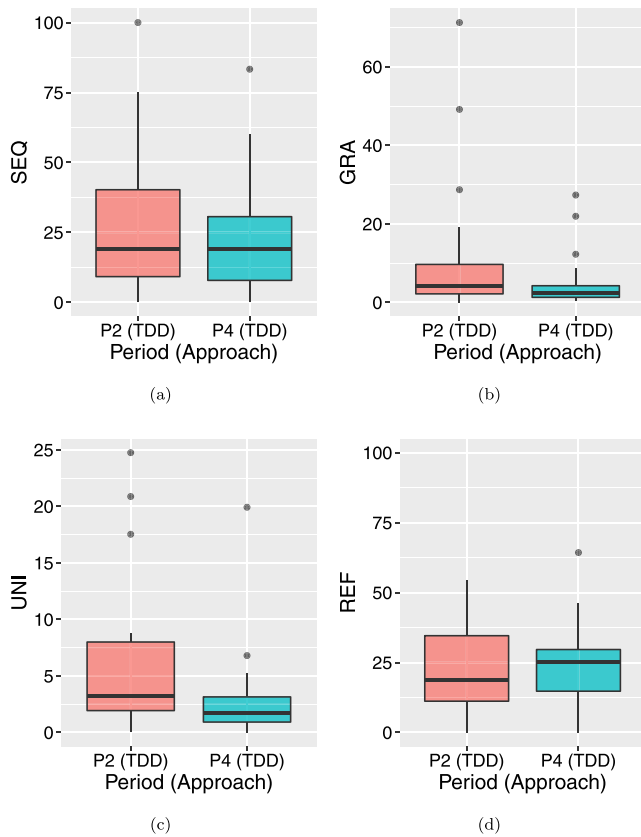 100
75
50
25
0
SEQ
P2 (TDD) P4 (TDD)
Period (Approach)
(a)
60
40
20
0
GRA
P2 (TDD) P4 (TDD)
Period (Approach)
(b)
25
20
15
10
5
0
UNI
P2 (TDD) P4 (TDD)
Period (Approach)
(c)
100
75
50
25
0
REF
P2 (TDD) P4 (TDD)
Period (Approach)
(d)